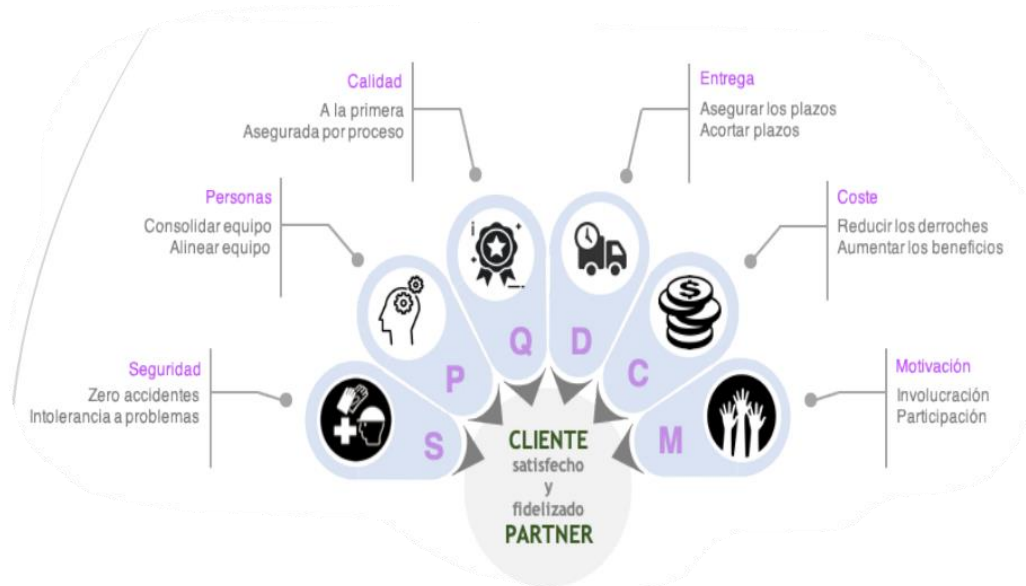 Calidad
A la primera
Asegurada por proceso
Entrega
Asegurar los plazos
Acortar plazos
Personas
Consolidar equipo
Alinear equipo
Coste
Reducir los derroches
Aumentar los beneficios
Seguridad
Zero accidentes
Intolerancia a problemas
Motivación
Involucración
Participación
S
P
Q
D
C
M
$
CLIENTE
satisfecho
y
fidelizado
PARTNER